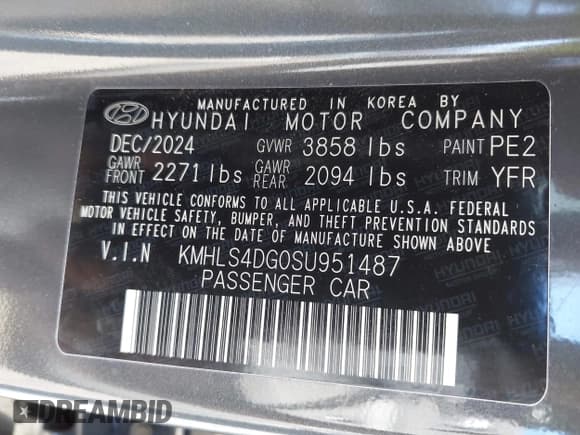 MANUFACTURED IN KOREA BY
HYUNDAI MOTOR COMPANY
DEC/2024 GVWR 3858 lbs PAINT PE2
GAWR FRONT 2271 lbs GAWR REAR 2094 lbs TRIM YFR
THIS VEHICLE CONFORMS TO ALL APPLICABLE U.S.A. FEDERAL
MOTOR VEHICLE SAFETY, BUMPER, AND THEFT PREVENTION STANDARDS
IN EFFECT ON THE DATE OF MANUFACTURE SHOWN ABOVE.
V.I.N KMHLS4DG0SU951487
PASSENGER CAR
DREAMBID